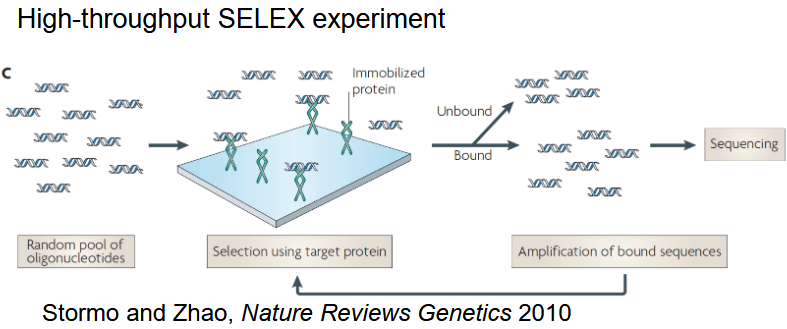 High-throughput SELEX experiment
c
Immobilized
protein
Unbound
Bound
Sequencing
Random pool of
oligonucleotides
Selection using target protein
Amplification of bound sequences
Stormo and Zhao, Nature Reviews Genetics 2010